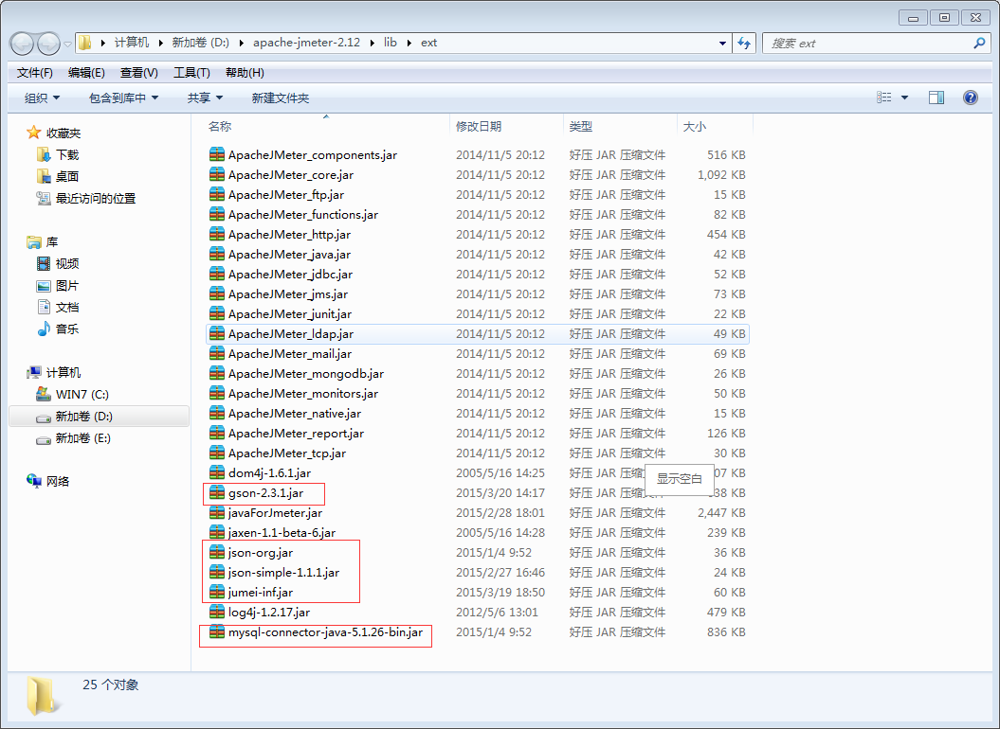 计算机 新加卷 (D:) apache-jmeter-2.12 lib ext 搜索 ext
文件(F) 编辑(E) 查看(V) 工具(T) 帮助(H)
组织 包含到库中 共享 新建文件夹
收藏夹
下载
桌面
最近访问的位置
库
视频
图片
文档
音乐
计算机
WIN7 (C:)
新加卷 (D:)
新加卷 (E:)
网络
名称 修改日期 类型 大小
ApacheJMeter_components.jar 2014/11/5 20:12 好压 JAR 压缩文件 516 KB
ApacheJMeter_core.jar 2014/11/5 20:12 好压 JAR 压缩文件 1,092 KB
ApacheJMeter_ftp.jar 2014/11/5 20:12 好压 JAR 压缩文件 15 KB
ApacheJMeter_functions.jar 2014/11/5 20:12 好压 JAR 压缩文件 82 KB
ApacheJMeter_http.jar 2014/11/5 20:12 好压 JAR 压缩文件 454 KB
ApacheJMeter_java.jar 2014/11/5 20:12 好压 JAR 压缩文件 42 KB
ApacheJMeter_jdbc.jar 2014/11/5 20:12 好压 JAR 压缩文件 52 KB
ApacheJMeter_jms.jar 2014/11/5 20:12 好压 JAR 压缩文件 73 KB
ApacheJMeter_junit.jar 2014/11/5 20:12 好压 JAR 压缩文件 22 KB
ApacheJMeter_ldap.jar 2014/11/5 20:12 好压 JAR 压缩文件 49 KB
ApacheJMeter_mail.jar 2014/11/5 20:12 好压 JAR 压缩文件 69 KB
ApacheJMeter_mongodb.jar 2014/11/5 20:12 好压 JAR 压缩文件 26 KB
ApacheJMeter_monitors.jar 2014/11/5 20:12 好压 JAR 压缩文件 50 KB
ApacheJMeter_native.jar 2014/11/5 20:12 好压 JAR 压缩文件 15 KB
ApacheJMeter_report.jar 2014/11/5 20:12 好压 JAR 压缩文件 126 KB
ApacheJMeter_tcp.jar 2014/11/5 20:12 好压 JAR 压缩文件 30 KB
dom4j-1.6.1.jar 2005/5/16 14:25 好压 JAR KB
显示空白
gson-2.3.1.jar 2015/3/20 14:17 好压 JAR KB
javaForJmeter.jar 2015/2/28 18:01 好压 JAR 压缩文件 2,447 KB
jaxen-1.1-beta-6.jar 2005/5/16 14:28 好压 JAR 压缩文件 239 KB
json-org.jar 2015/1/4 9:52 好压 JAR 压缩文件 36 KB
json-simple-1.1.1.jar 2015/2/27 16:46 好压 JAR 压缩文件 24 KB
jumei-inf.jar 2015/3/19 18:50 好压 JAR 压缩文件 60 KB
log4j-1.2.17.jar 2012/5/6 13:01 好压 JAR 压缩文件 479 KB
mysql-connector-java-5.1.26-bin.jar 2015/1/4 9:52 好压 JAR 压缩文件 836 KB
25 个对象